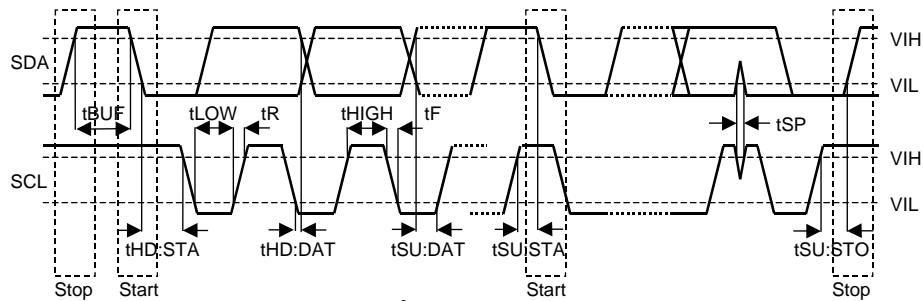 VIH
SDA
VIL
tBUF tLOW tR tHIGH tF
tSP
VIH
SCL
VIL
tHD:STA tHD:DAT tSU:DAT tSU:STA tSU:STO
Stop Start Start Stop